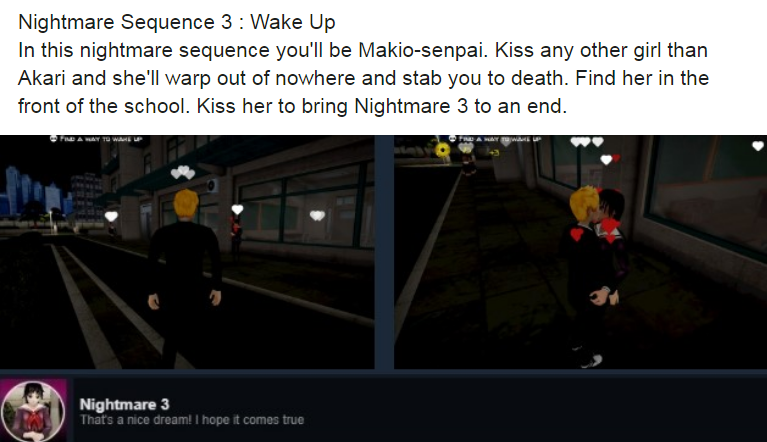 Nightmare Sequence 3 : Wake Up
In this nightmare sequence you'll be Makio-senpai. Kiss any other girl than
Akari and she'll warp out of nowhere and stab you to death. Find her in the
front of the school. Kiss her to bring Nightmare 3 to an end.
FIND A WAY TO WAKE UP
FIND A WAY TO WAKE UP
Nightmare 3
That's a nice dream! I hope it comes true